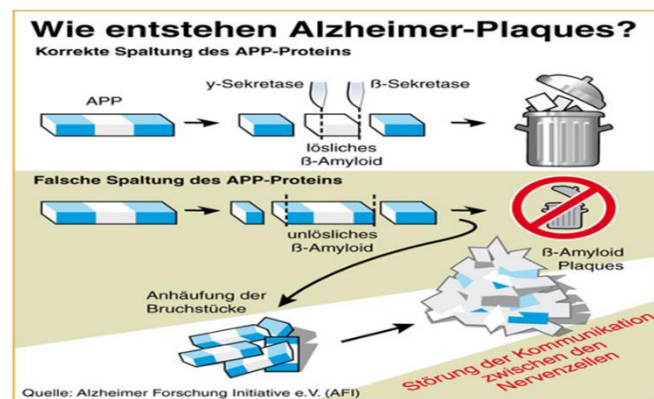 Wie entstehen Alzheimer-Plaques?
Korrekte Spaltung des APP-Proteins
y-Sekretase
ß-Sekretase
APP
lösliches
ß-Amyloid
Falsche Spaltung des APP-Proteins
unlösliches
ß-Amyloid
ß-Amyloid
Plaques
Anhäufung der
Bruchstücke
Störung der Kommunikation
zwischen den
Nervenzellen
Quelle: Alzheimer Forschung Initiative e.V. (AFI)